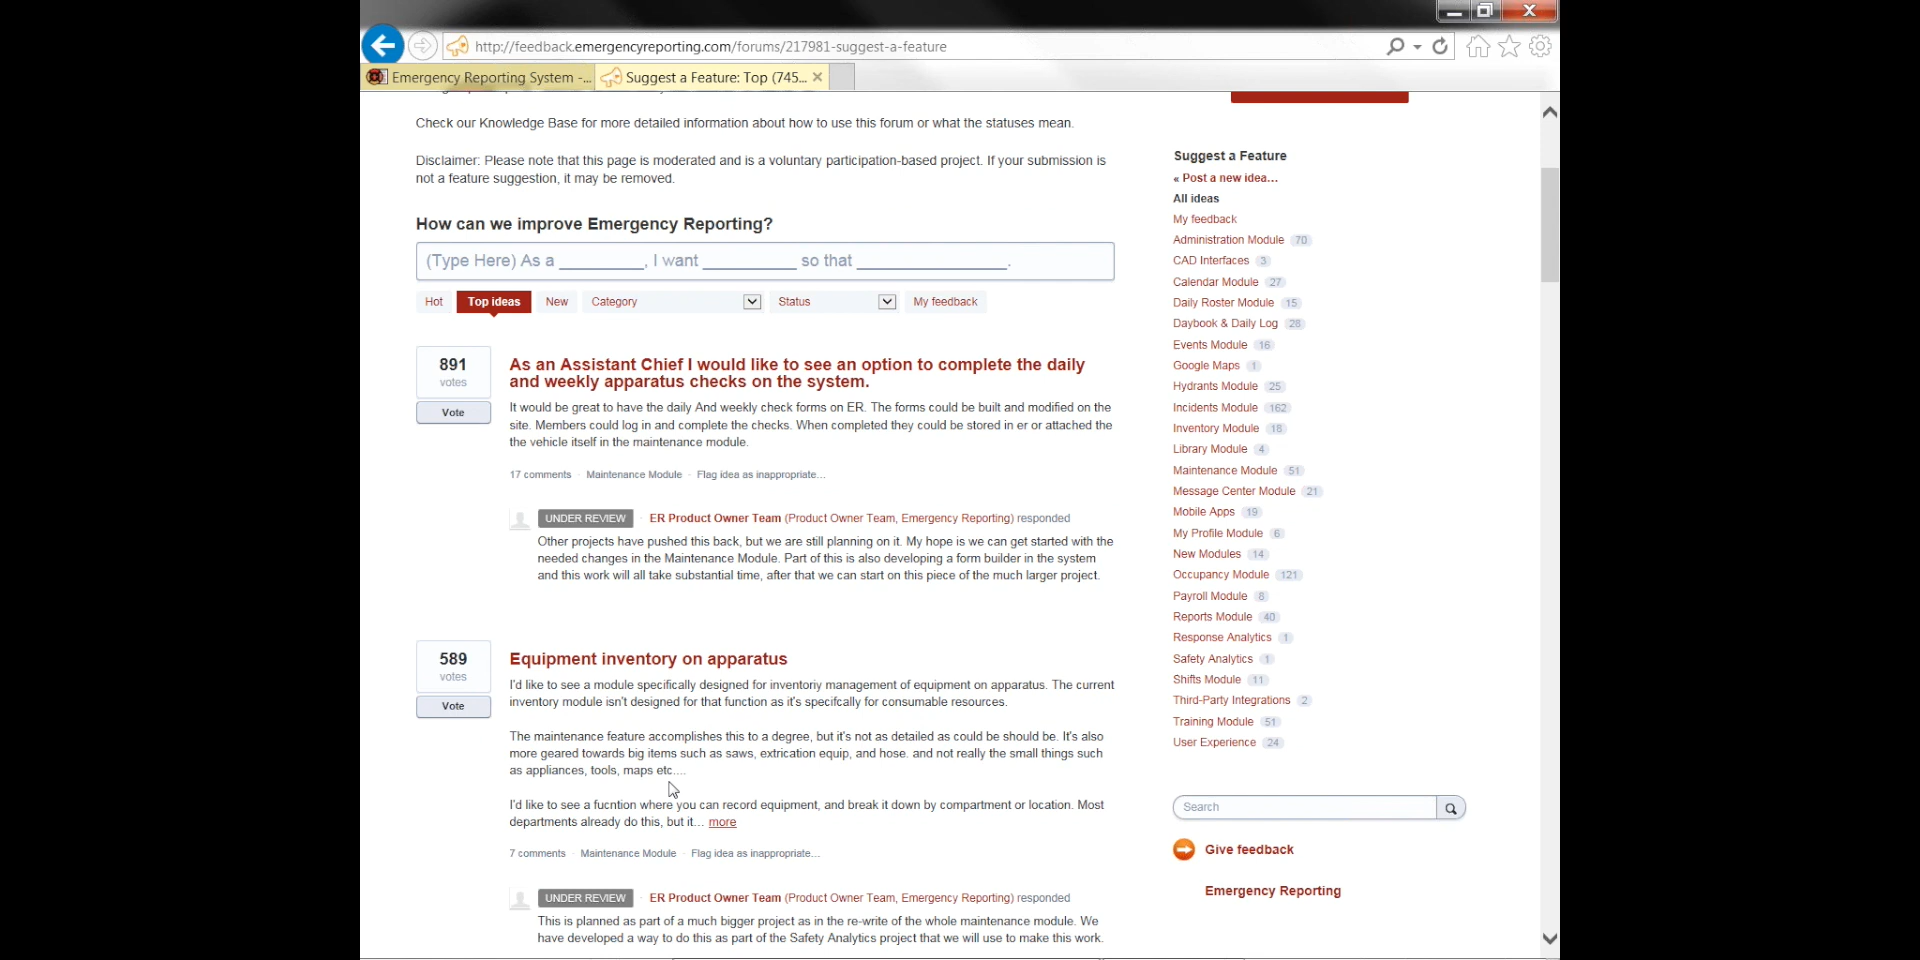 http://feedback.emergencyreporting.com/forums/217981-suggest-a-feature
Emergency Reporting System -...
Suggest a Feature: Top (745...
Check our Knowledge Base for more detailed information about how to use this forum or what the statuses mean.
Disclaimer: Please note that this page is moderated and is a voluntary participation-based project. If your submission is
not a feature suggestion, it may be removed.
How can we improve Emergency Reporting?
(Type Here) As a _________, I want __________ so that ________________.
Hot
Top ideas
New
Category
Status
My feedback
891
votes
Vote
As an Assistant Chief I would like to see an option to complete the daily
and weekly apparatus checks on the system.
It would be great to have the daily And weekly check forms on ER. The forms could be built and modified on the
site. Members could log in and complete the checks. When completed they could be stored in er or attached the
the vehicle itself in the maintenance module.
17 comments · Maintenance Module · Flag idea as inappropriate...
UNDER REVIEW · ER Product Owner Team (Product Owner Team, Emergency Reporting) responded
Other projects have pushed this back, but we are still planning on it. My hope is we can get started with the
needed changes in the Maintenance Module. Part of this is also developing a form builder in the system
and this work will all take substantial time, after that we can start on this piece of the much larger project.
589
votes
Vote
Equipment inventory on apparatus
I'd like to see a module specifically designed for inventoriy management of equipment on apparatus. The current
inventory module isn't designed for that function as it's specifcally for consumable resources.
The maintenance feature accomplishes this to a degree, but it's not as detailed as could be should be. It's also
more geared towards big items such as saws, extrication equip, and hose. and not really the small things such
as appliances, tools, maps etc....
I'd like to see a fucntion where you can record equipment, and break it down by compartment or location. Most
departments already do this, but it... more
7 comments · Maintenance Module · Flag idea as inappropriate...
UNDER REVIEW · ER Product Owner Team (Product Owner Team, Emergency Reporting) responded
This is planned as part of a much bigger project as in the re-write of the whole maintenance module. We
have developed a way to do this as part of the Safety Analytics project that we will use to make this work.
Suggest a Feature
« Post a new idea...
All ideas
My feedback
Administration Module 70
CAD Interfaces 3
Calendar Module 27
Daily Roster Module 15
Daybook & Daily Log 28
Events Module 16
Google Maps 1
Hydrants Module 25
Incidents Module 162
Inventory Module 18
Library Module 4
Maintenance Module 51
Message Center Module 21
Mobile Apps 19
My Profile Module 6
New Modules 14
Occupancy Module 121
Payroll Module 8
Reports Module 40
Response Analytics 1
Safety Analytics 1
Shifts Module 11
Third-Party Integrations 2
Training Module 51
User Experience 24
Search
Give feedback
Emergency Reporting